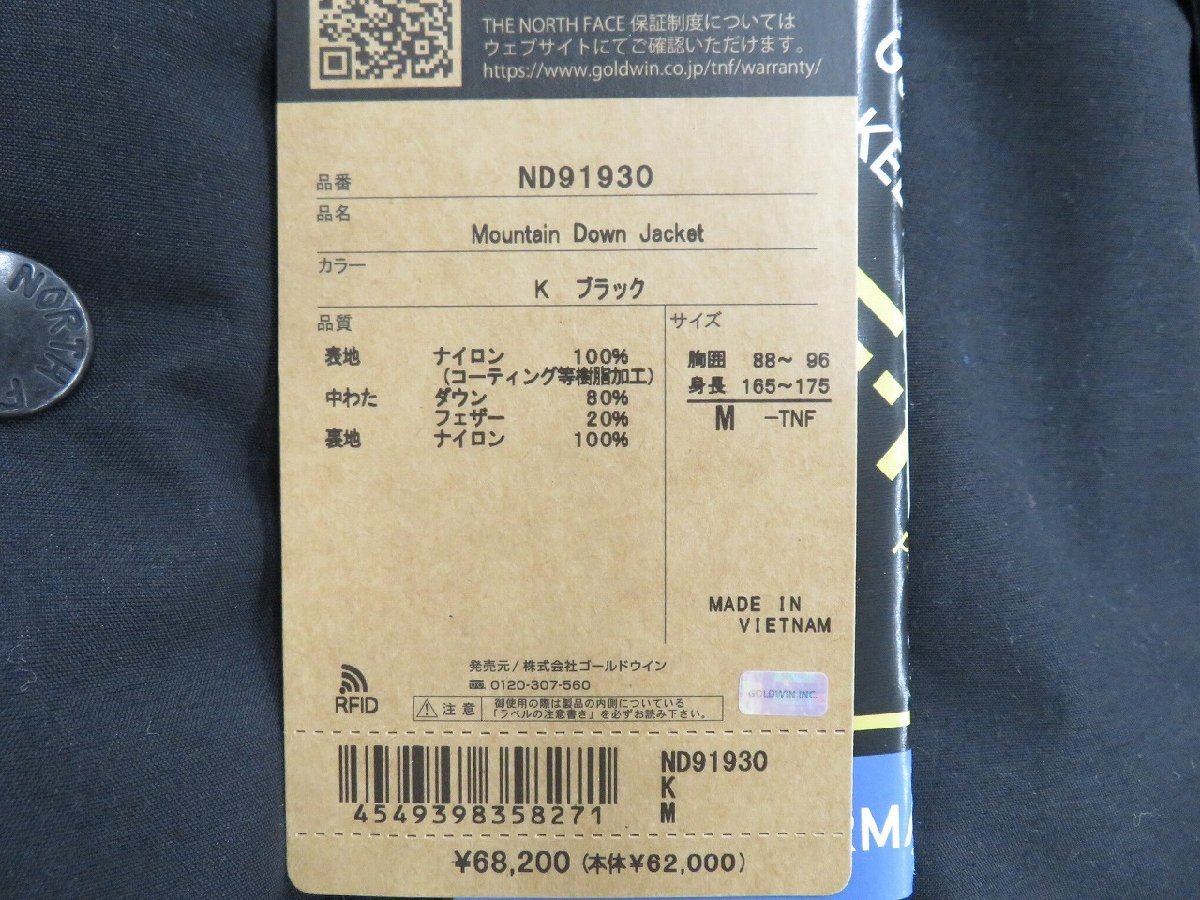 THE NORTH FACE 保証制度については
ウェブサイトにてご確認いただけます。
https://www.goldwin.co.jp/tnf/warranty/
品番 ND91930
品名
Mountain Down Jacket
カラー
K ブラック
品質
表地 ナイロン 100%
(コーティング等樹脂加工)
中わた ダウン 80%
フェザー 20%
裏地 ナイロン 100%
サイズ
胸囲 88~ 96
身長 165~175
M -TNF
MADE IN
VIETNAM
発売元/株式会社ゴールドウイン
0120-307-560
RFID
注意
御使用の際は製品の内側についている
「ラベルの注意書き」を必ずお読み下さい。
GOLDWIN INC.
4549398358271
ND91930
K
M
¥68,200 (本体¥62,000)
NORTH F
KEE
RMA